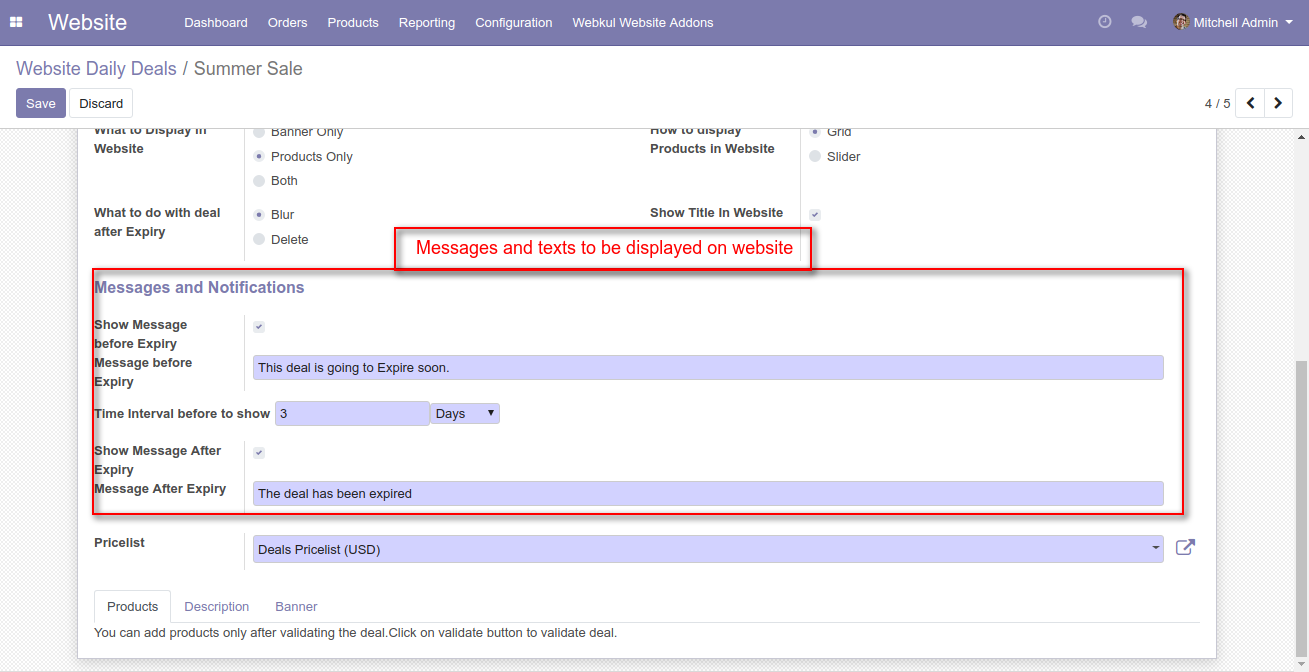 Website Dashboard Orders Products Reporting Configuration Webkul Website Addons Mitchell Admin
Website Daily Deals / Summer Sale
Save Discard 4 / 5
What to Display in Website
Banner Only
Products Only
Both
How to display Products in Website
Grid
Slider
What to do with deal after Expiry
Blur
Delete
Show Title In Website
Messages and texts to be displayed on website
Messages and Notifications
Show Message
before Expiry
Message before
Expiry
This deal is going to Expire soon.
Time Interval before to show 3 Days
Show Message After
Expiry
Message After Expiry The deal has been expired
Pricelist Deals Pricelist (USD)
Products Description Banner
You can add products only after validating the deal.Click on validate button to validate deal.